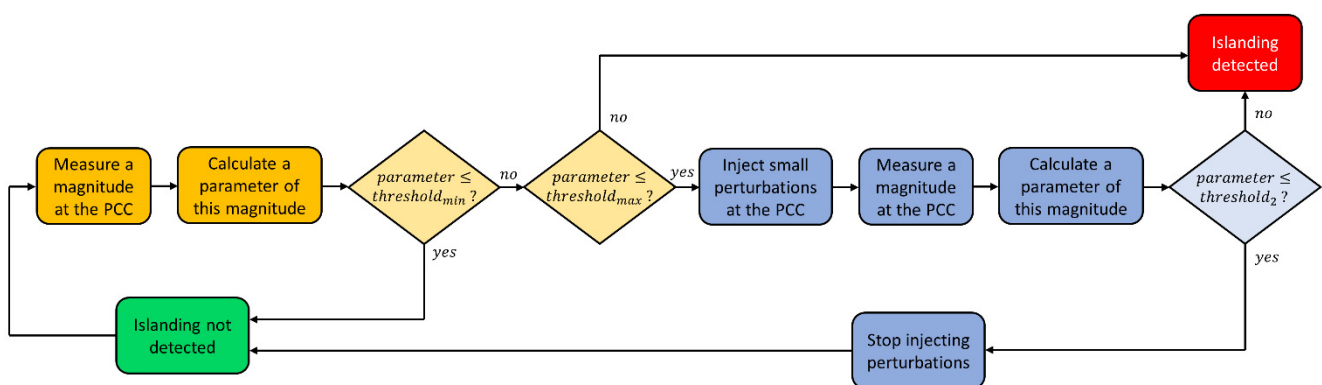 Islanding
detected
no
no
Measure a
magnitude
at the PCC
Calculate a
parameter of
this magnitude
parameter ≤
threshold_min ?
no
parameter ≤
threshold_max ?
yes
Inject small
perturbations
at the PCC
Measure a
magnitude
at the PCC
Calculate a
parameter of
this magnitude
parameter ≤
threshold_2 ?
yes
yes
Islanding not
detected
Stop injecting
perturbations